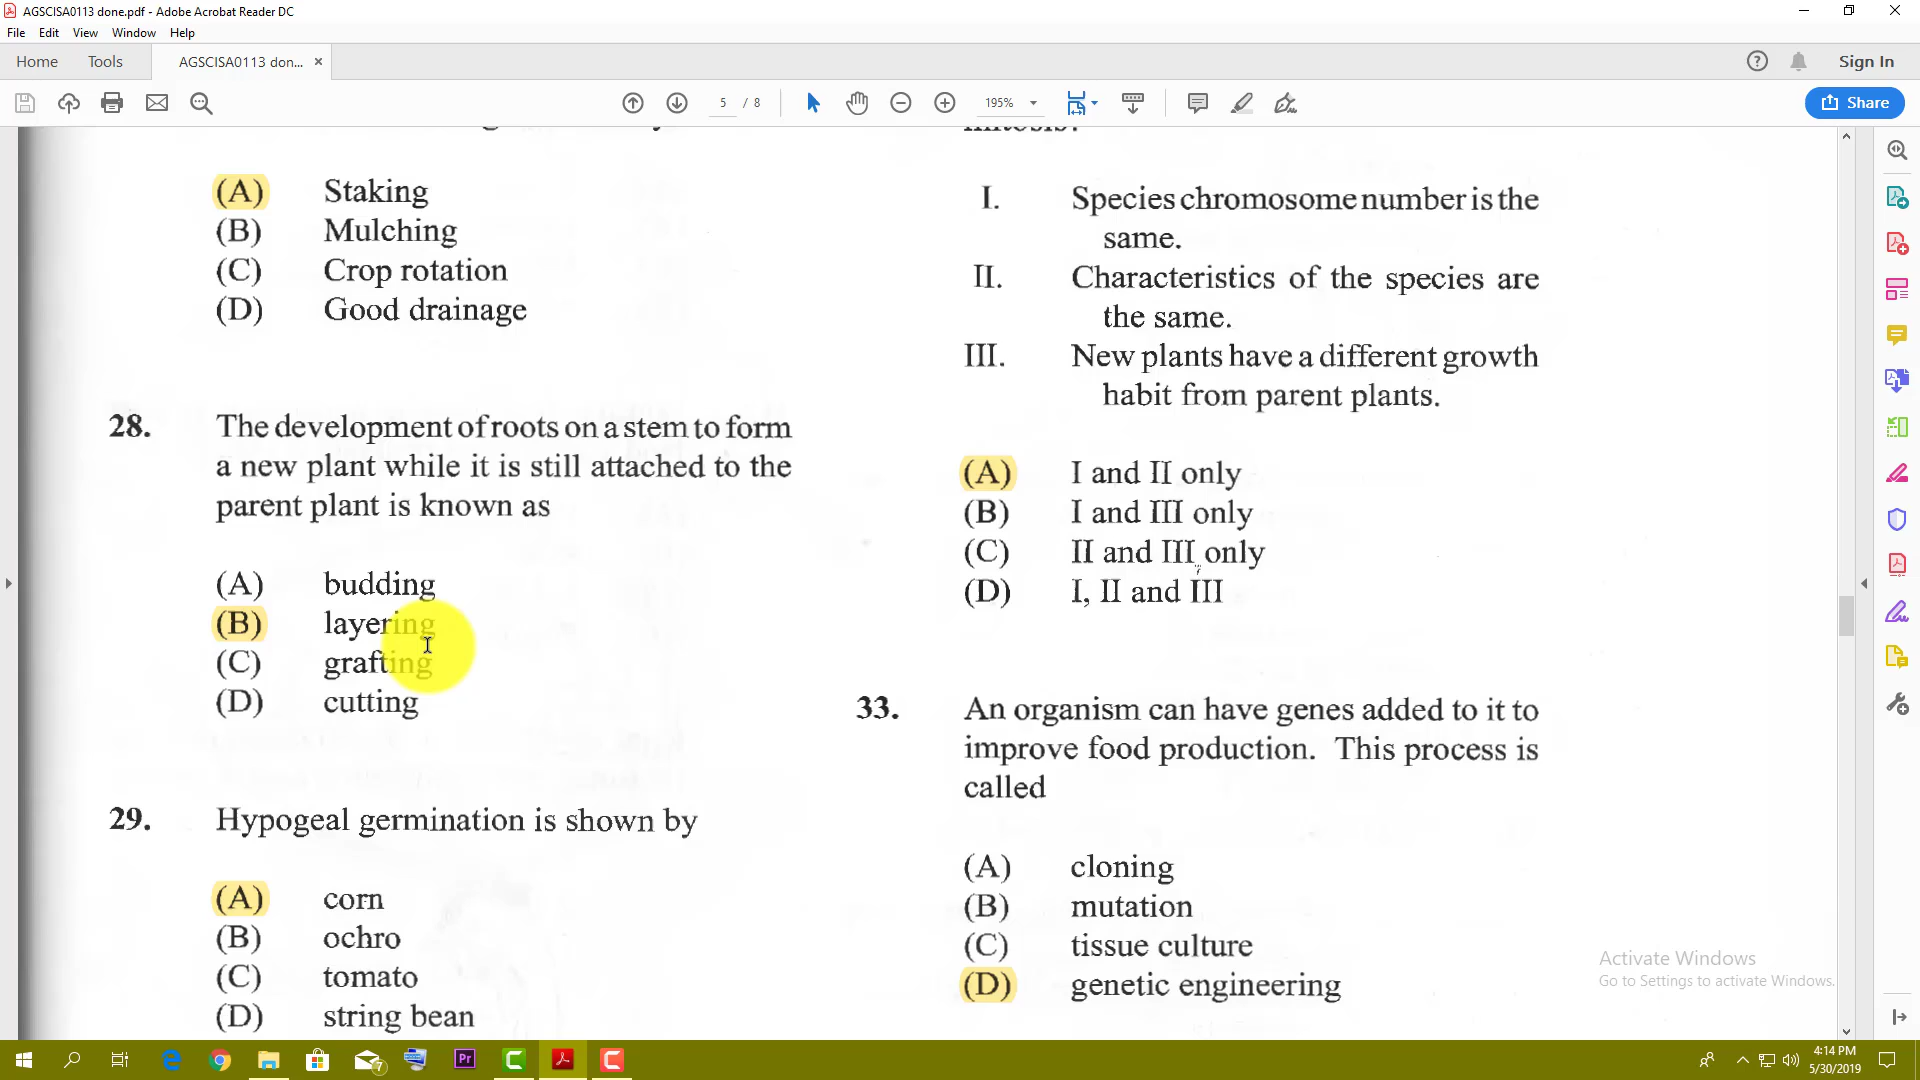 AGSCISA0113 done.pdf - Adobe Acrobat Reader DC
File Edit View Window Help
Home Tools AGSCISA0113 don... × Sign In
5 / 8 195% Share
(A) Staking
(B) Mulching
(C) Crop rotation
(D) Good drainage
28. The development of roots on a stem to form
a new plant while it is still attached to the
parent plant is known as
(A) budding
(B) layering
(C) grafting
(D) cutting
29. Hypogeal germination is shown by
(A) corn
(B) ochro
(C) tomato
(D) string bean
mitosis?
I. Species chromosome number is the
same.
II. Characteristics of the species are
the same.
III. New plants have a different growth
habit from parent plants.
(A) I and II only
(B) I and III only
(C) II and III only
(D) I, II and III
33. An organism can have genes added to it to
improve food production. This process is
called
(A) cloning
(B) mutation
(C) tissue culture
(D) genetic engineering
Activate Windows
Go to Settings to activate Windows.
Pr
7
4:14 PM
5/30/2019